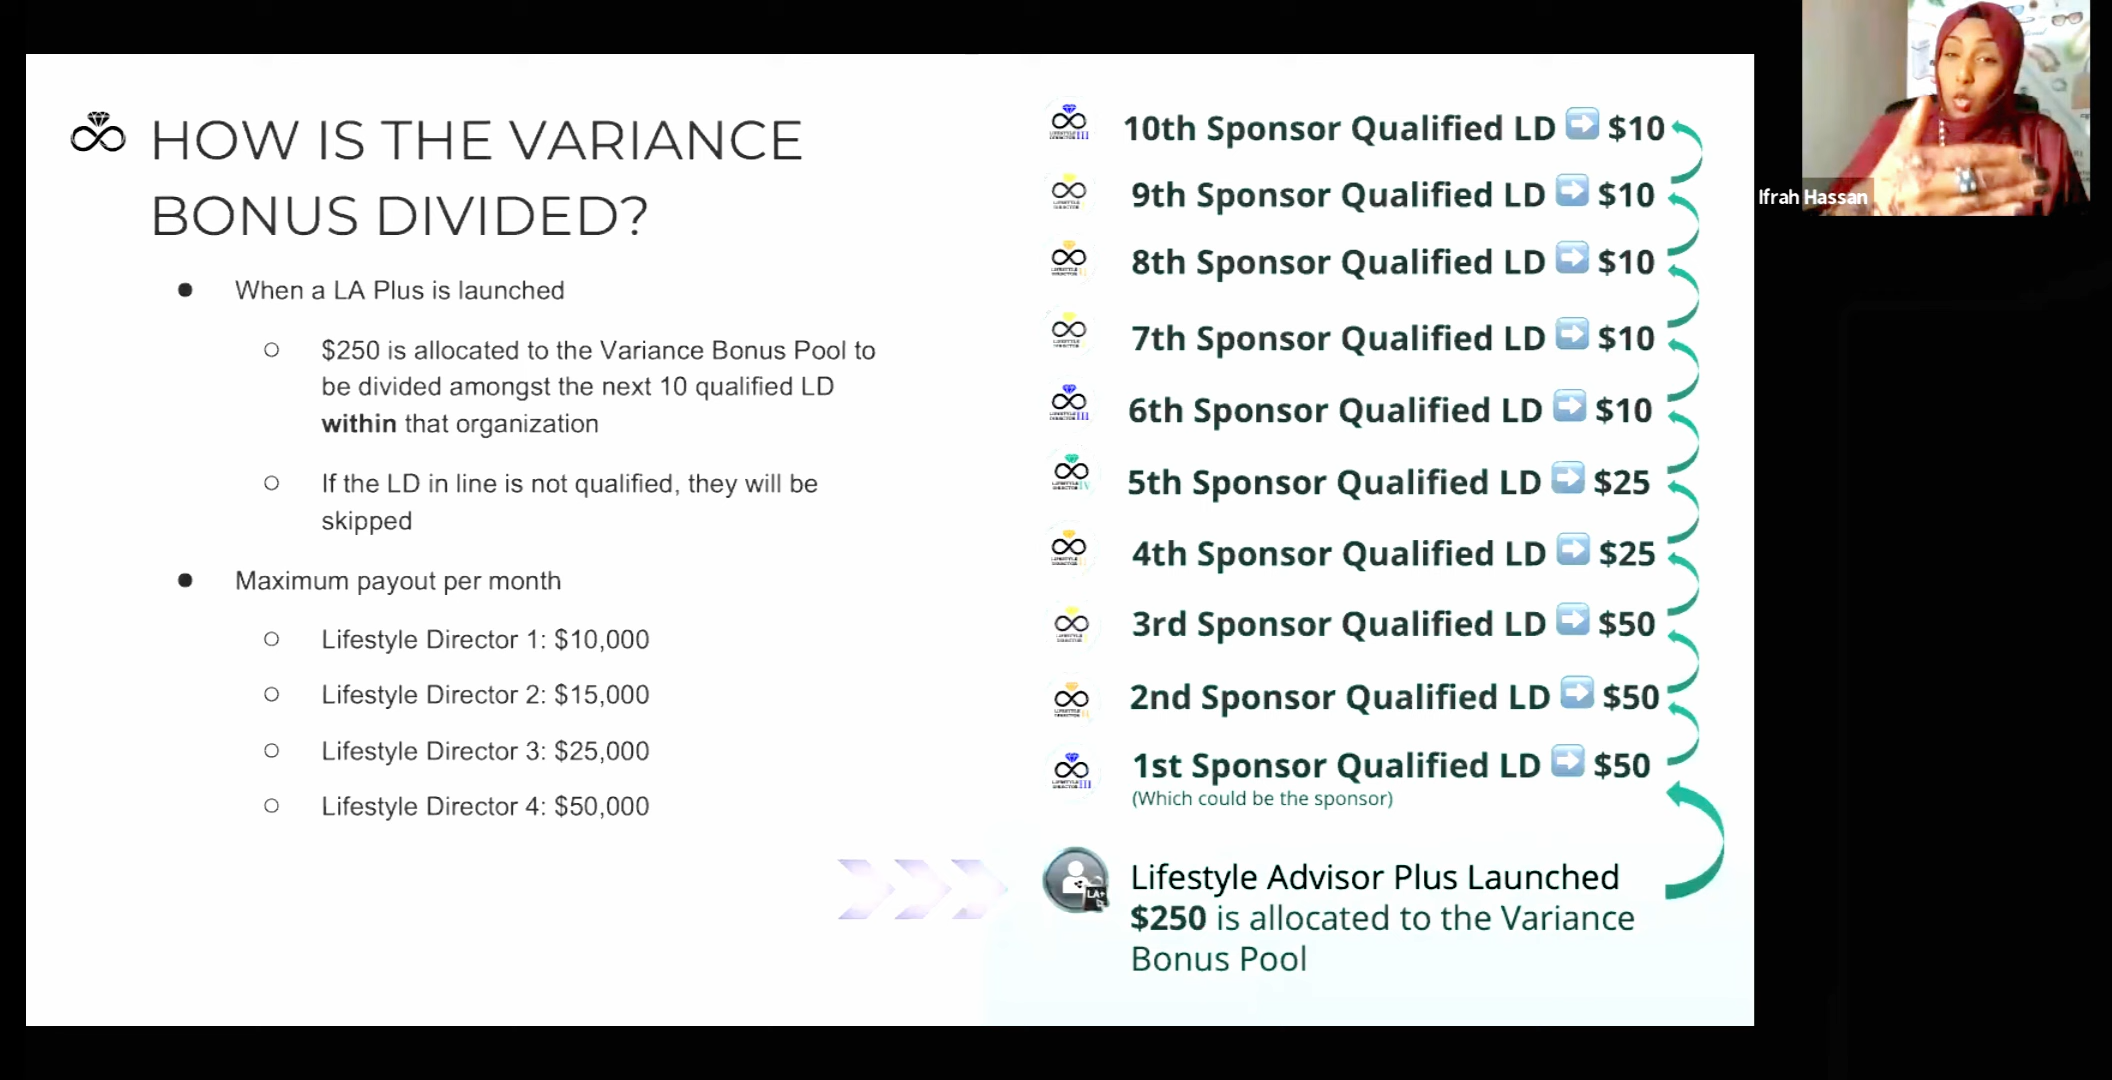 HOW IS THE VARIANCE
BONUS DIVIDED?
● When a LA Plus is launched
○ $250 is allocated to the Variance Bonus Pool to
be divided amongst the next 10 qualified LD
within that organization
○ If the LD in line is not qualified, they will be
skipped
● Maximum payout per month
○ Lifestyle Director 1: $10,000
○ Lifestyle Director 2: $15,000
○ Lifestyle Director 3: $25,000
○ Lifestyle Director 4: $50,000
10th Sponsor Qualified LD ➡ $10
9th Sponsor Qualified LD ➡ $10
8th Sponsor Qualified LD ➡ $10
7th Sponsor Qualified LD ➡ $10
6th Sponsor Qualified LD ➡ $10
5th Sponsor Qualified LD ➡ $25
4th Sponsor Qualified LD ➡ $25
3rd Sponsor Qualified LD ➡ $50
2nd Sponsor Qualified LD ➡ $50
1st Sponsor Qualified LD ➡ $50
(Which could be the sponsor)
LA+
Lifestyle Advisor Plus Launched
$250 is allocated to the Variance
Bonus Pool
Ifrah Hassan